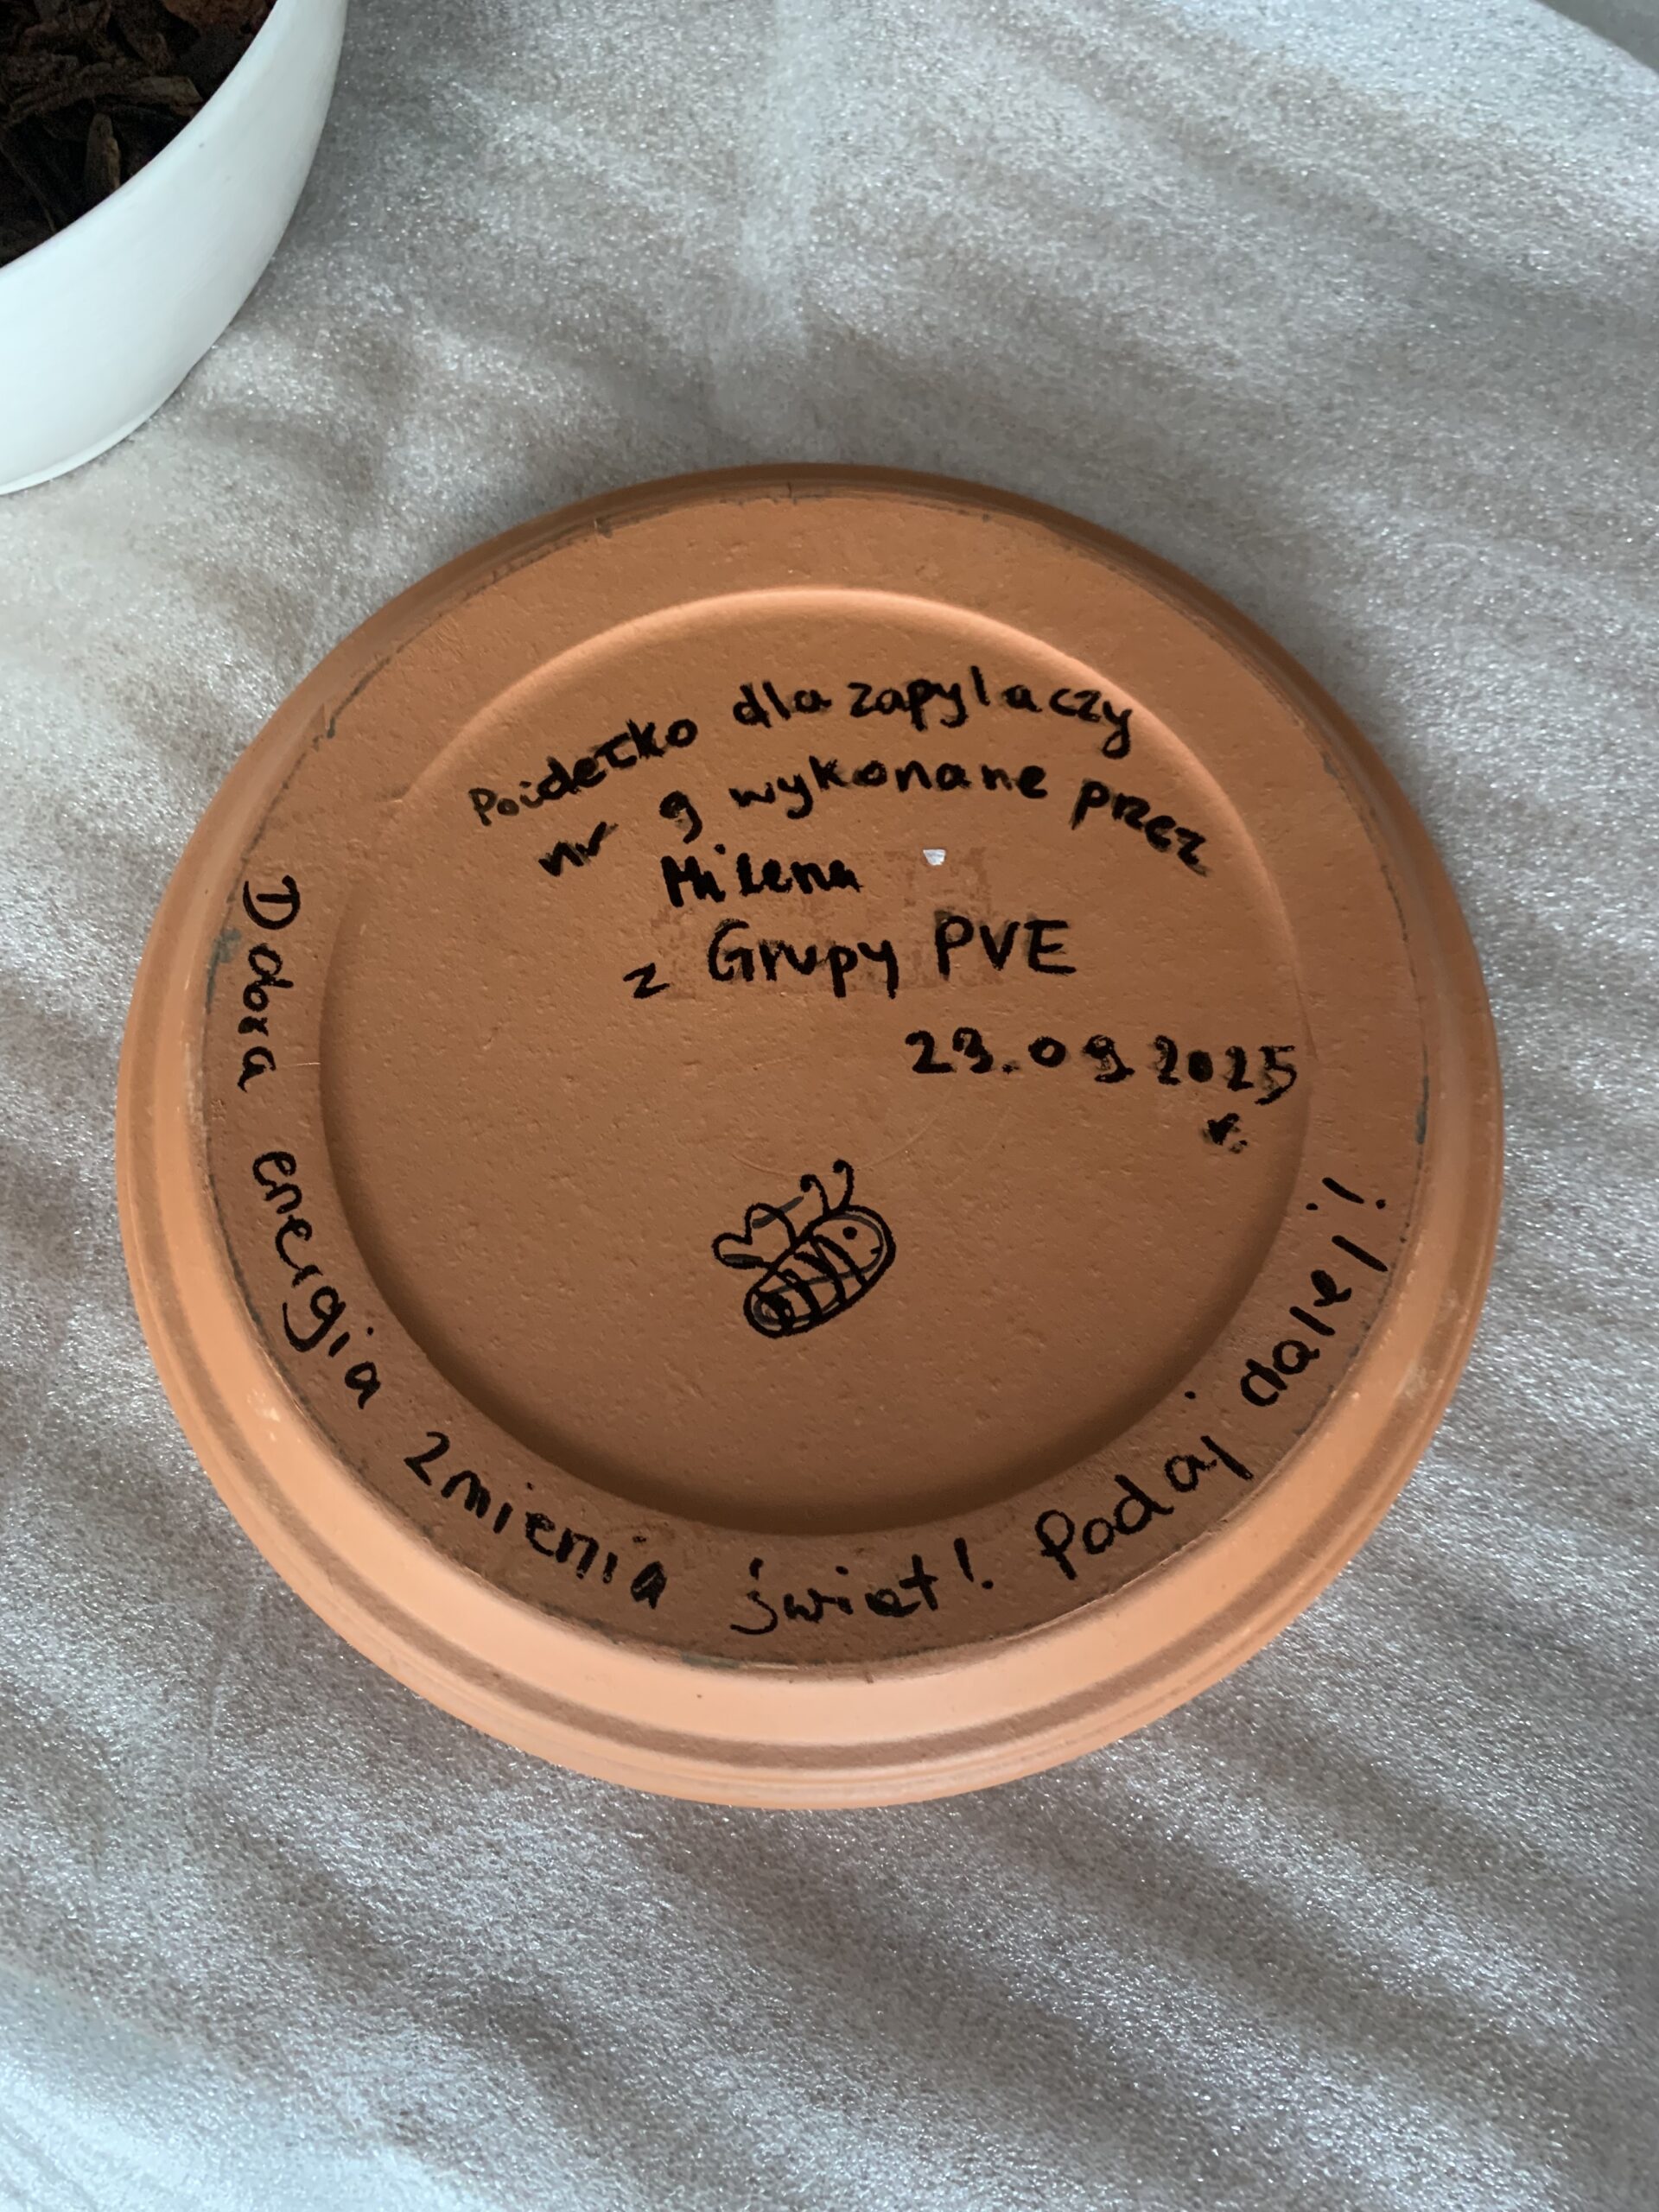 Poidełko dla zapylaczy
nr 9 wykonane przez
Milena
z Grupy PVE
23.09.2025
r.
Dobra energia zmienia świat! Podaj dalej!